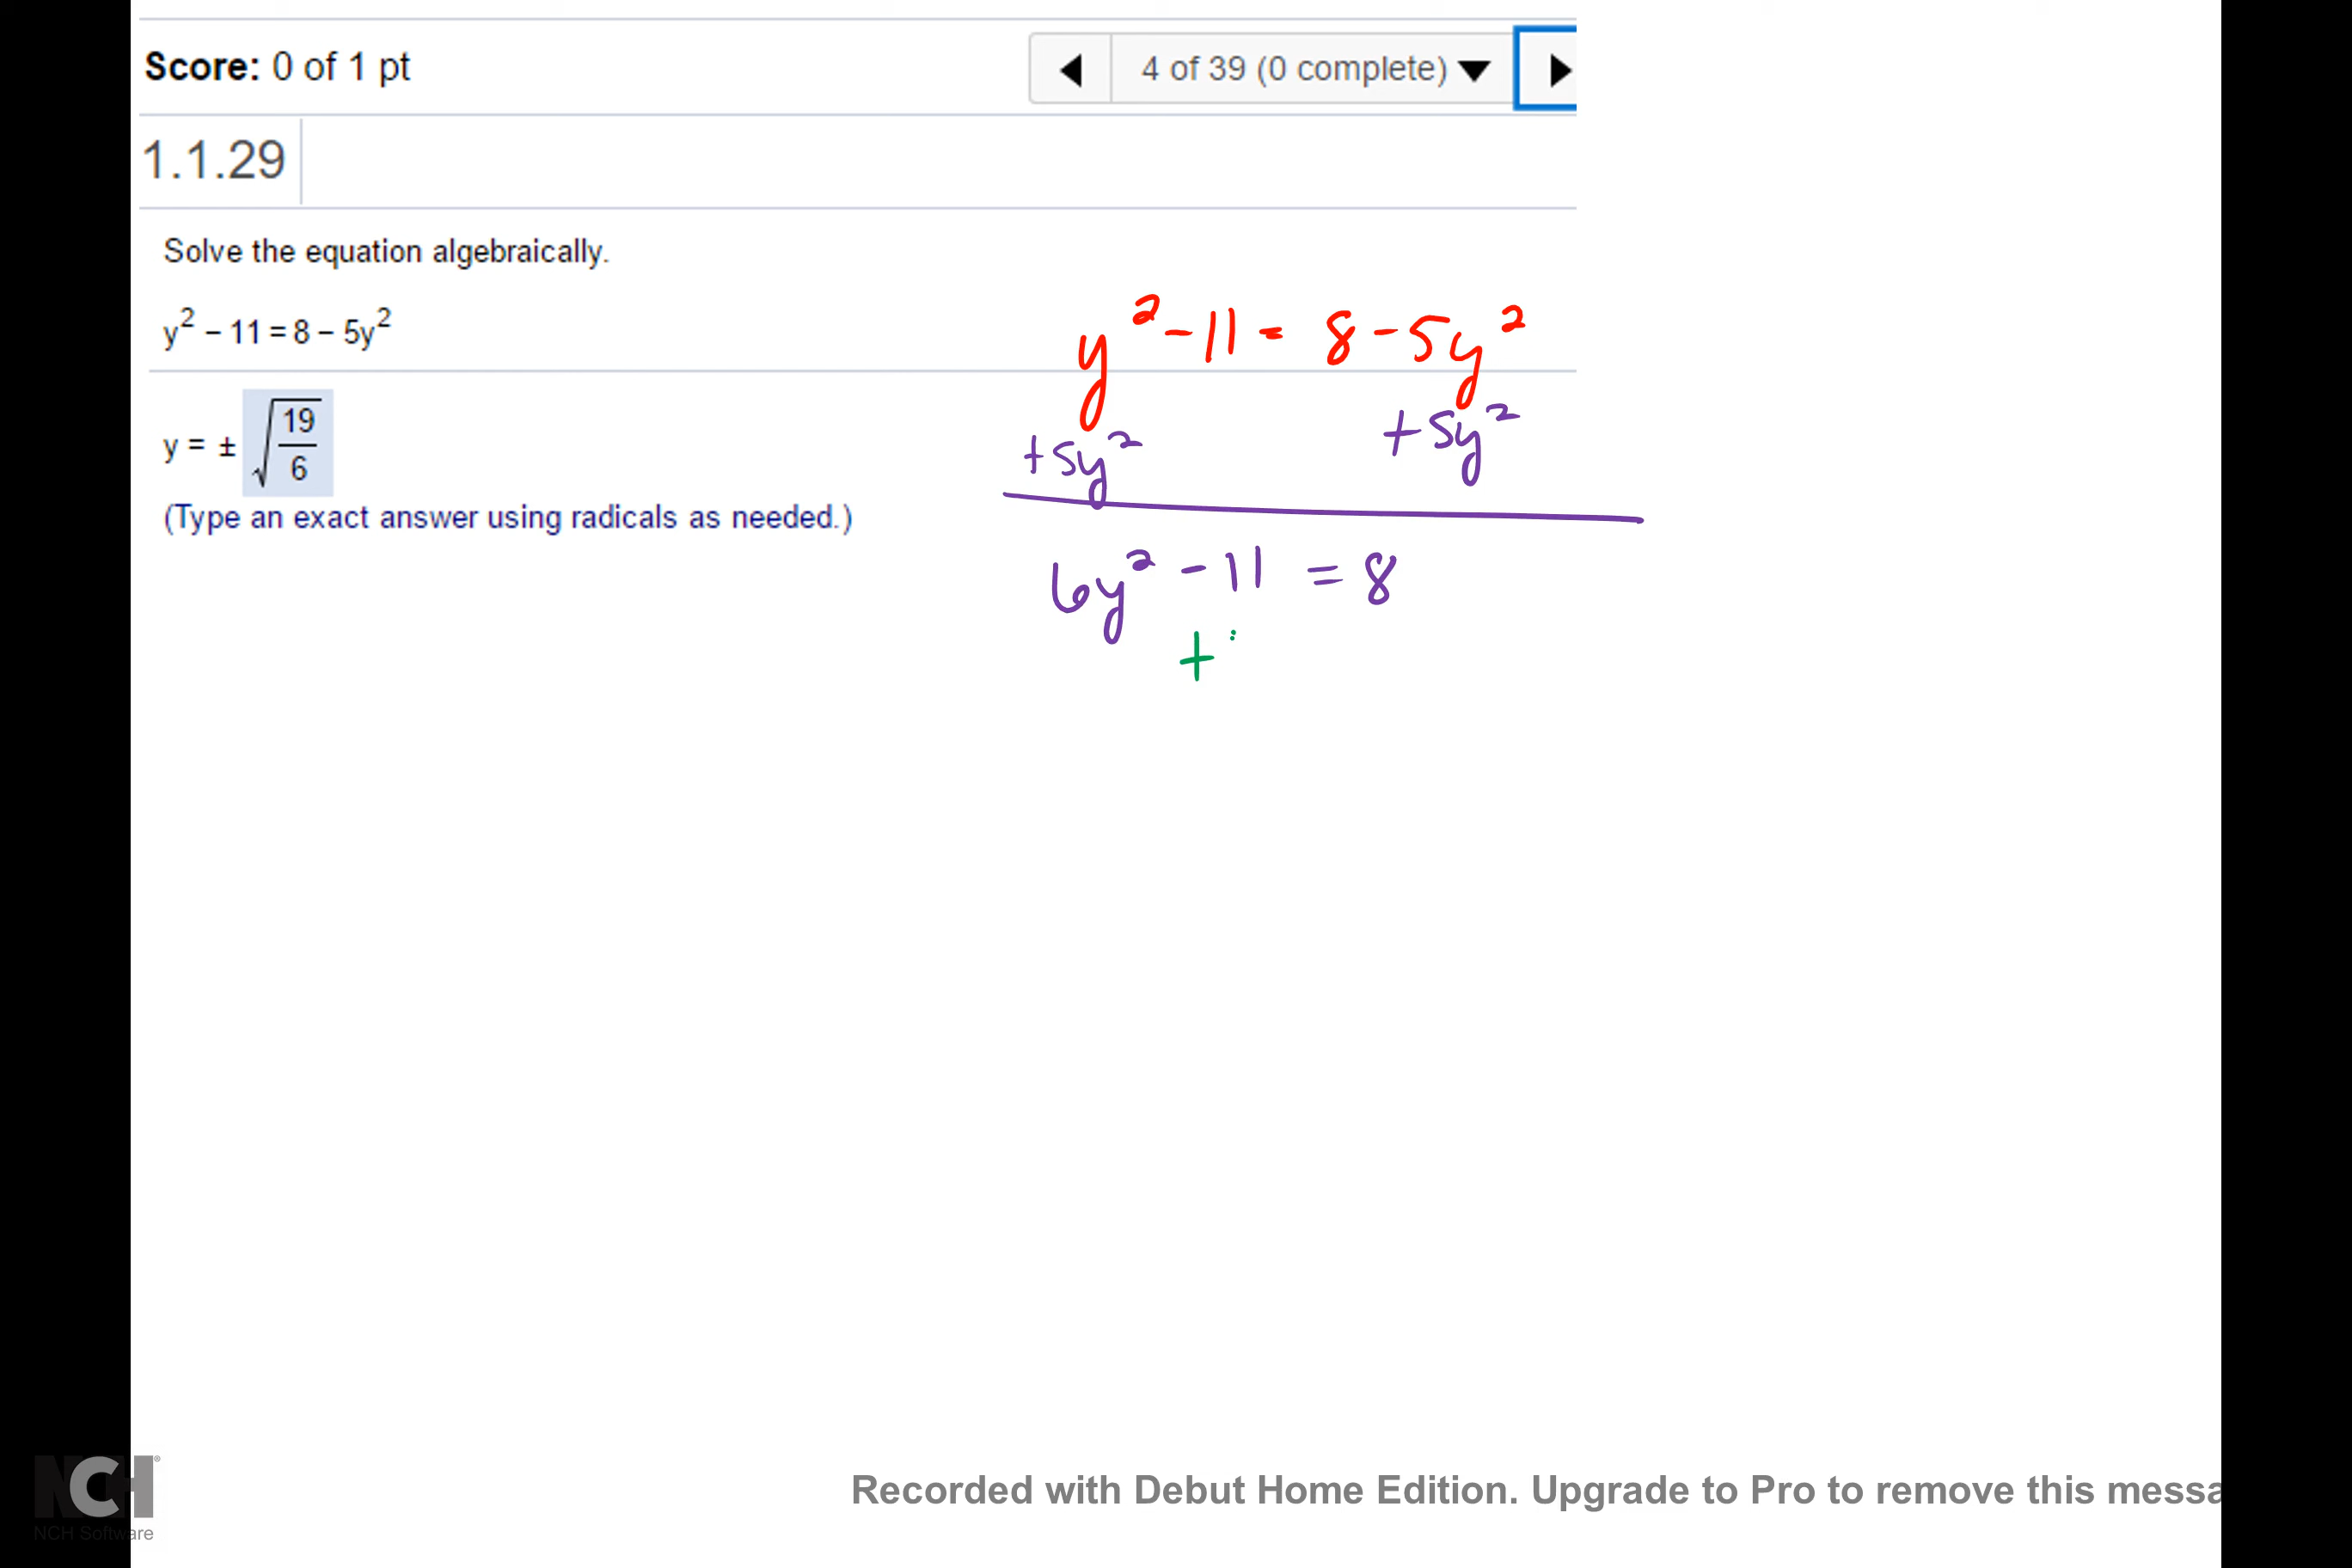 Score: 0 of 1 pt
4 of 39 (0 complete)
1.1.29
Solve the equation algebraically.
y² − 11 = 8 − 5y²
y = ± √(19/6)
(Type an exact answer using radicals as needed.)
y² - 11 = 8 - 5y²
+5y² +5y²
6y² - 11 = 8
+
NCH®
NCH Software
Recorded with Debut Home Edition. Upgrade to Pro to remove this messa